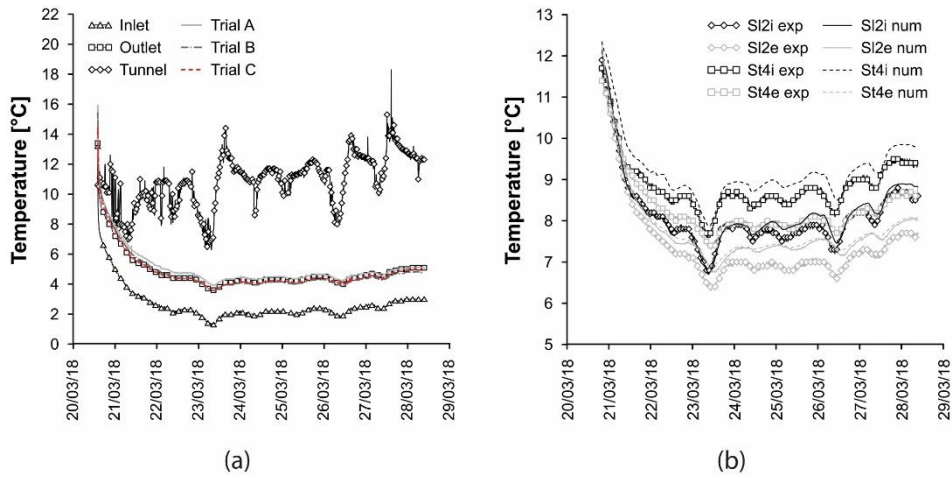 22
20
18
16
14
12
10
8
6
4
2
0
Temperature [°C]
Inlet
Outlet
Tunnel
Trial A
Trial B
Trial C
20/03/18
21/03/18
22/03/18
23/03/18
24/03/18
25/03/18
26/03/18
27/03/18
28/03/18
29/03/18
(a)
13
12
11
10
9
8
7
6
5
Temperature [°C]
Sl2i exp
Sl2e exp
St4i exp
St4e exp
Sl2i num
Sl2e num
St4i num
St4e num
20/03/18
21/03/18
22/03/18
23/03/18
24/03/18
25/03/18
26/03/18
27/03/18
28/03/18
29/03/18
(b)